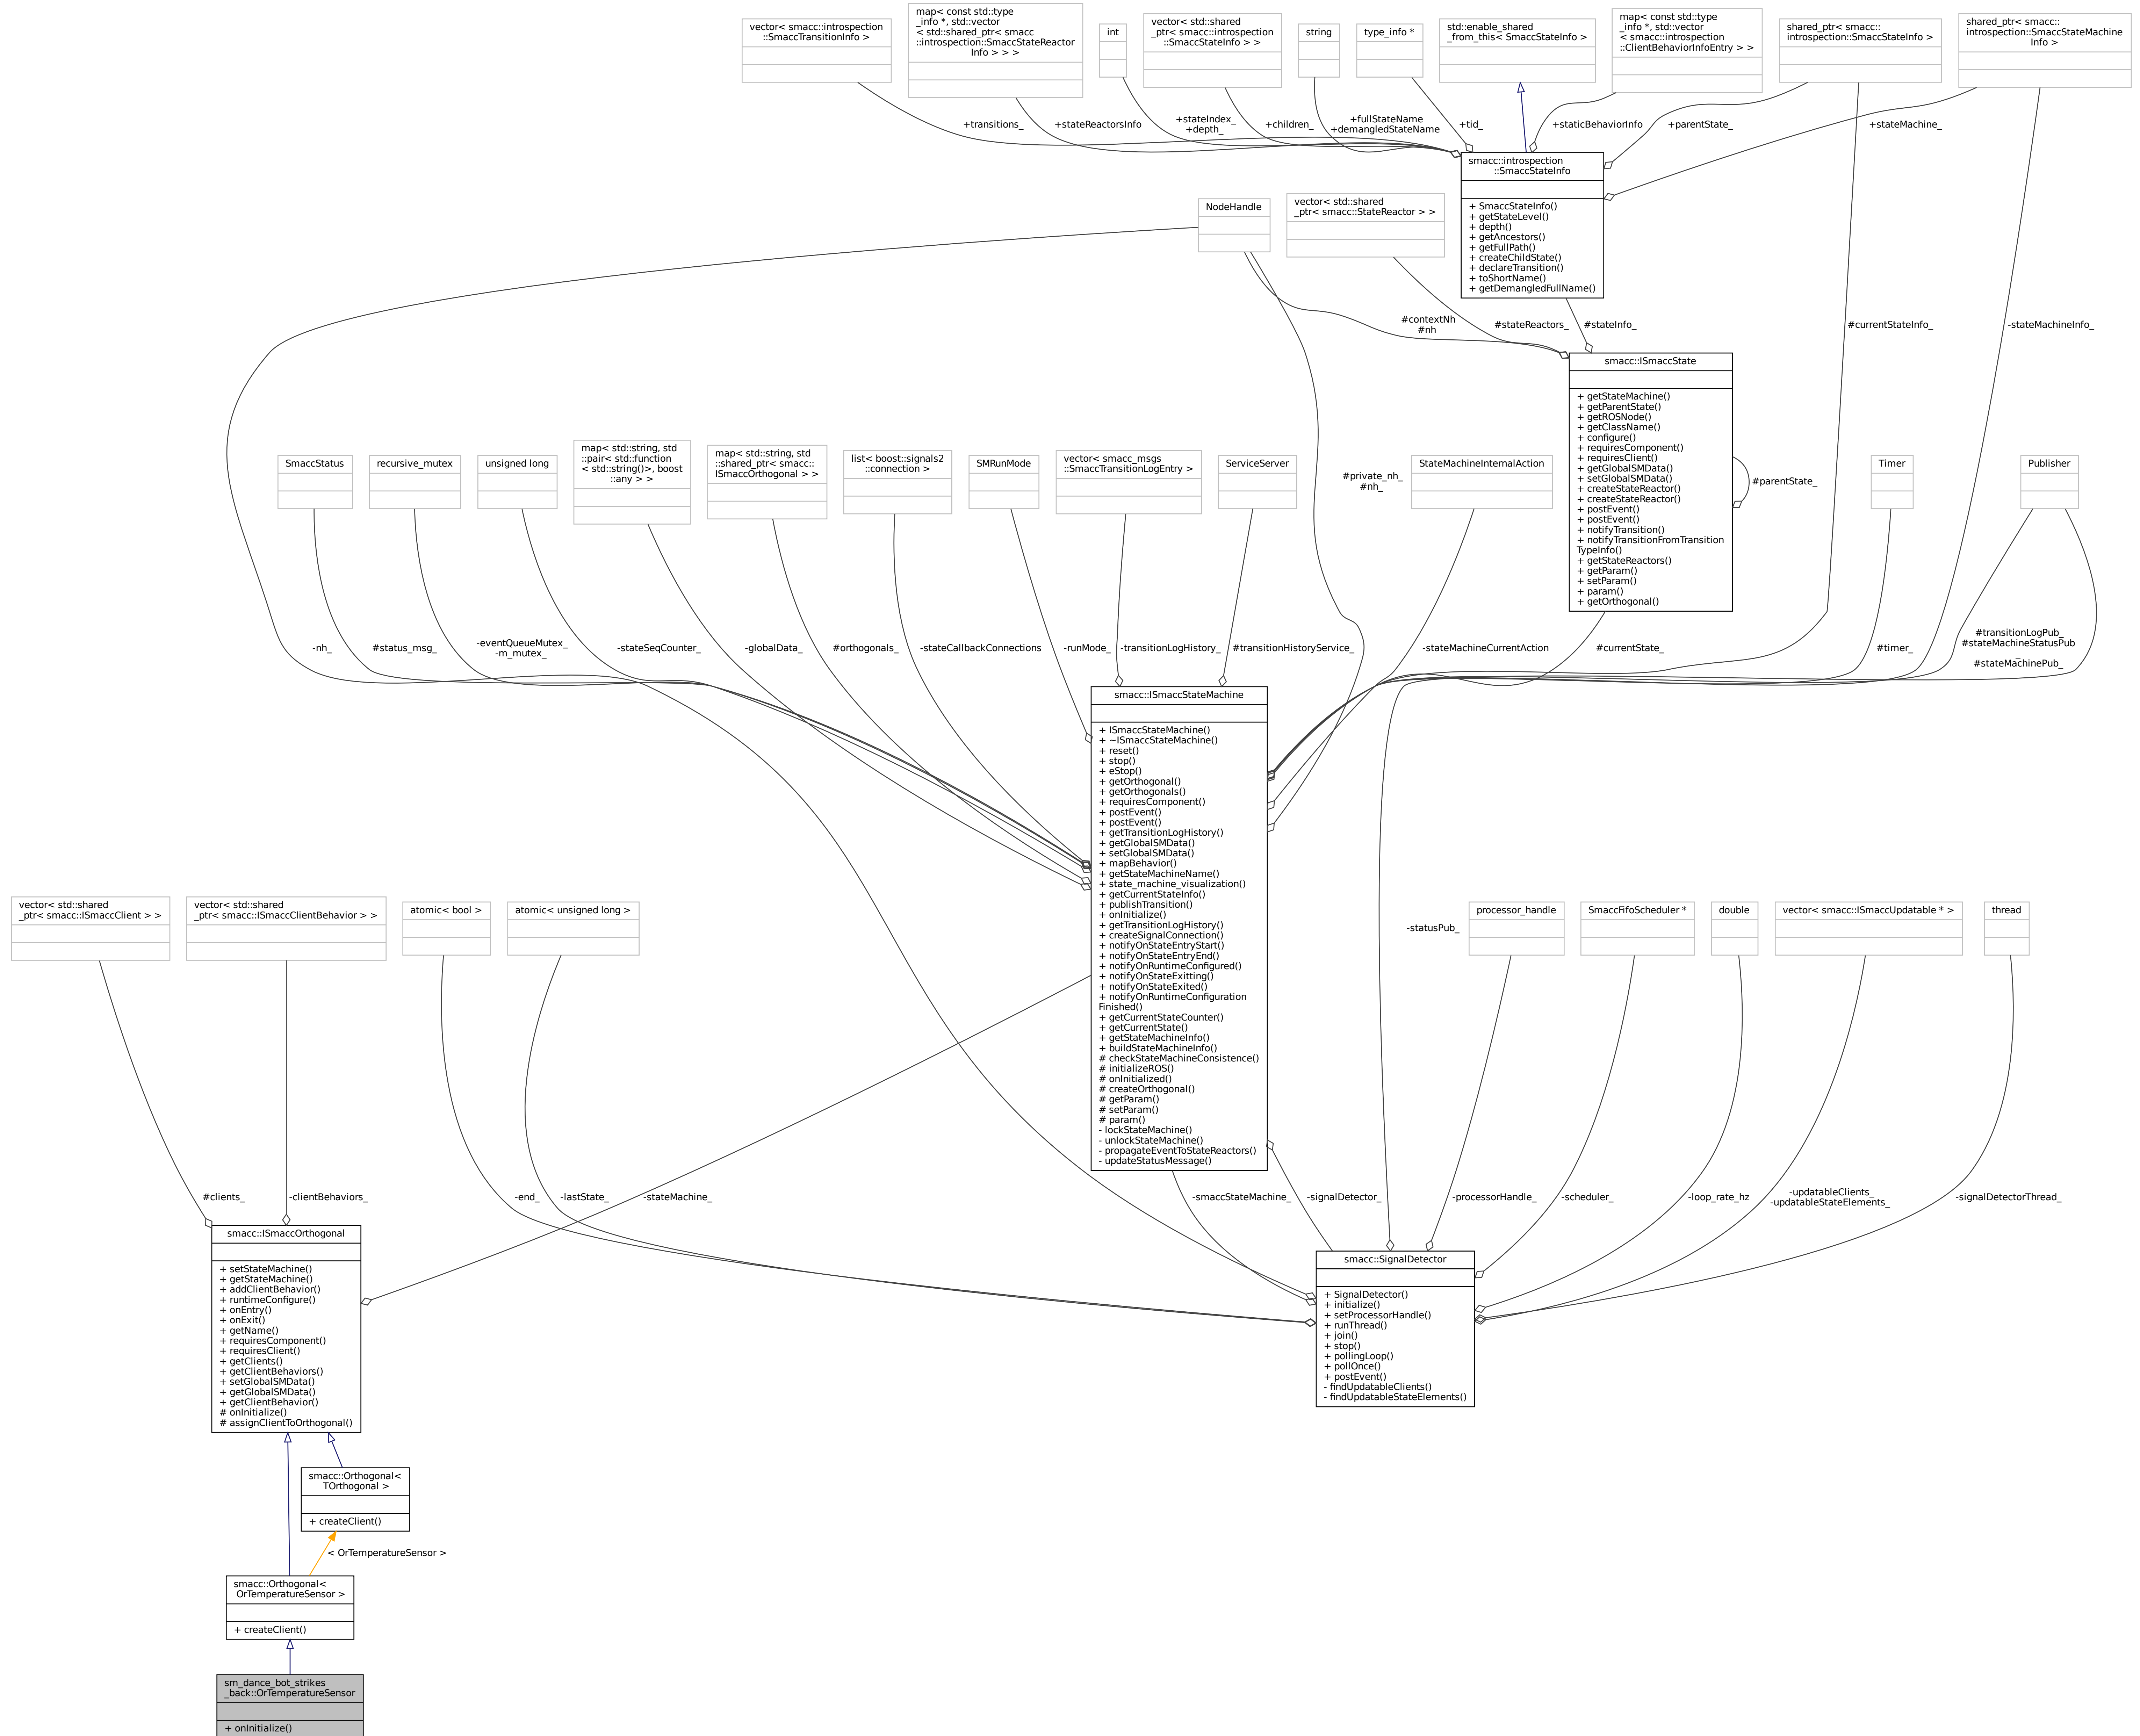 vector< smacc::introspection
::SmaccTransitionInfo >
map< const std::type
_info *, std::vector
< std::shared_ptr< smacc
::introspection::SmaccStateReactor
Info > > >
int
vector< std::shared
_ptr< smacc::introspection
::SmaccStateInfo > >
string
type_info *
std::enable_shared
_from_this< SmaccStateInfo >
map< const std::type
_info *, std::vector
< smacc::introspection
::ClientBehaviorInfoEntry > >
shared_ptr< smacc::
introspection::SmaccStateInfo >
shared_ptr< smacc::
introspection::SmaccStateMachine
Info >
+transitions_
+stateReactorsInfo
+stateIndex_
+depth_
+children_
+fullStateName
+demangledStateName
+tid_
+staticBehaviorInfo
+parentState_
+stateMachine_
smacc::introspection
::SmaccStateInfo
+ SmaccStateInfo()
+ getStateLevel()
+ depth()
+ getAncestors()
+ getFullPath()
+ createChildState()
+ declareTransition()
+ toShortName()
+ getDemangledFullName()
NodeHandle
vector< std::shared
_ptr< smacc::StateReactor > >
#contextNh
#nh
#stateReactors_
#stateInfo_
#currentStateInfo_
-stateMachineInfo_
smacc::ISmaccState
+ getStateMachine()
+ getParentState()
+ getROSNode()
+ getClassName()
+ configure()
+ requiresComponent()
+ requiresClient()
+ getGlobalSMData()
+ setGlobalSMData()
+ createStateReactor()
+ createStateReactor()
+ postEvent()
+ postEvent()
+ notifyTransition()
+ notifyTransitionFromTransition
TypeInfo()
+ getStateReactors()
+ getParam()
+ setParam()
+ param()
+ getOrthogonal()
#parentState_
SmaccStatus
recursive_mutex
unsigned long
map< std::string, std
::pair< std::function
< std::string()>, boost
::any > >
map< std::string, std
::shared_ptr< smacc::
ISmaccOrthogonal > >
list< boost::signals2
::connection >
SMRunMode
vector< smacc_msgs
::SmaccTransitionLogEntry >
ServiceServer
#private_nh_
#nh_
StateMachineInternalAction
Timer
Publisher
-nh_
#status_msg_
-eventQueueMutex_
-m_mutex_
-stateSeqCounter_
-globalData_
#orthogonals_
-stateCallbackConnections
-runMode_
-transitionLogHistory_
#transitionHistoryService_
-stateMachineCurrentAction
#currentState_
#timer_
#transitionLogPub_
#stateMachineStatusPub
_
#stateMachinePub_
smacc::ISmaccStateMachine
+ ISmaccStateMachine()
+ ~ISmaccStateMachine()
+ reset()
+ stop()
+ eStop()
+ getOrthogonal()
+ getOrthogonals()
+ requiresComponent()
+ postEvent()
+ postEvent()
+ getTransitionLogHistory()
+ getGlobalSMData()
+ setGlobalSMData()
+ mapBehavior()
+ getStateMachineName()
+ state_machine_visualization()
+ getCurrentStateInfo()
+ publishTransition()
+ onInitialize()
+ getTransitionLogHistory()
+ createSignalConnection()
+ notifyOnStateEntryStart()
+ notifyOnStateEntryEnd()
+ notifyOnRuntimeConfigured()
+ notifyOnStateExitting()
+ notifyOnStateExited()
+ notifyOnRuntimeConfiguration
Finished()
+ getCurrentStateCounter()
+ getCurrentState()
+ getStateMachineInfo()
+ buildStateMachineInfo()
# checkStateMachineConsistence()
# initializeROS()
# onInitialized()
# createOrthogonal()
# getParam()
# setParam()
# param()
- lockStateMachine()
- unlockStateMachine()
- propagateEventToStateReactors()
- updateStatusMessage()
vector< std::shared
_ptr< smacc::ISmaccClient > >
vector< std::shared
_ptr< smacc::ISmaccClientBehavior > >
atomic< bool >
atomic< unsigned long >
-statusPub_
processor_handle
SmaccFifoScheduler *
double
vector< smacc::ISmaccUpdatable * >
thread
#clients_
-clientBehaviors_
-end_
-lastState_
-stateMachine_
-smaccStateMachine_
-signalDetector_
-processorHandle_
-scheduler_
-loop_rate_hz
-updatableClients_
-updatableStateElements_
-signalDetectorThread_
smacc::ISmaccOrthogonal
+ setStateMachine()
+ getStateMachine()
+ addClientBehavior()
+ runtimeConfigure()
+ onEntry()
+ onExit()
+ getName()
+ requiresComponent()
+ requiresClient()
+ getClients()
+ getClientBehaviors()
+ setGlobalSMData()
+ getGlobalSMData()
+ getClientBehavior()
# onInitialize()
# assignClientToOrthogonal()
smacc::SignalDetector
+ SignalDetector()
+ initialize()
+ setProcessorHandle()
+ runThread()
+ join()
+ stop()
+ pollingLoop()
+ pollOnce()
+ postEvent()
- findUpdatableClients()
- findUpdatableStateElements()
smacc::Orthogonal<
TOrthogonal >
+ createClient()
< OrTemperatureSensor >
smacc::Orthogonal<
OrTemperatureSensor >
+ createClient()
sm_dance_bot_strikes
_back::OrTemperatureSensor
+ onInitialize()